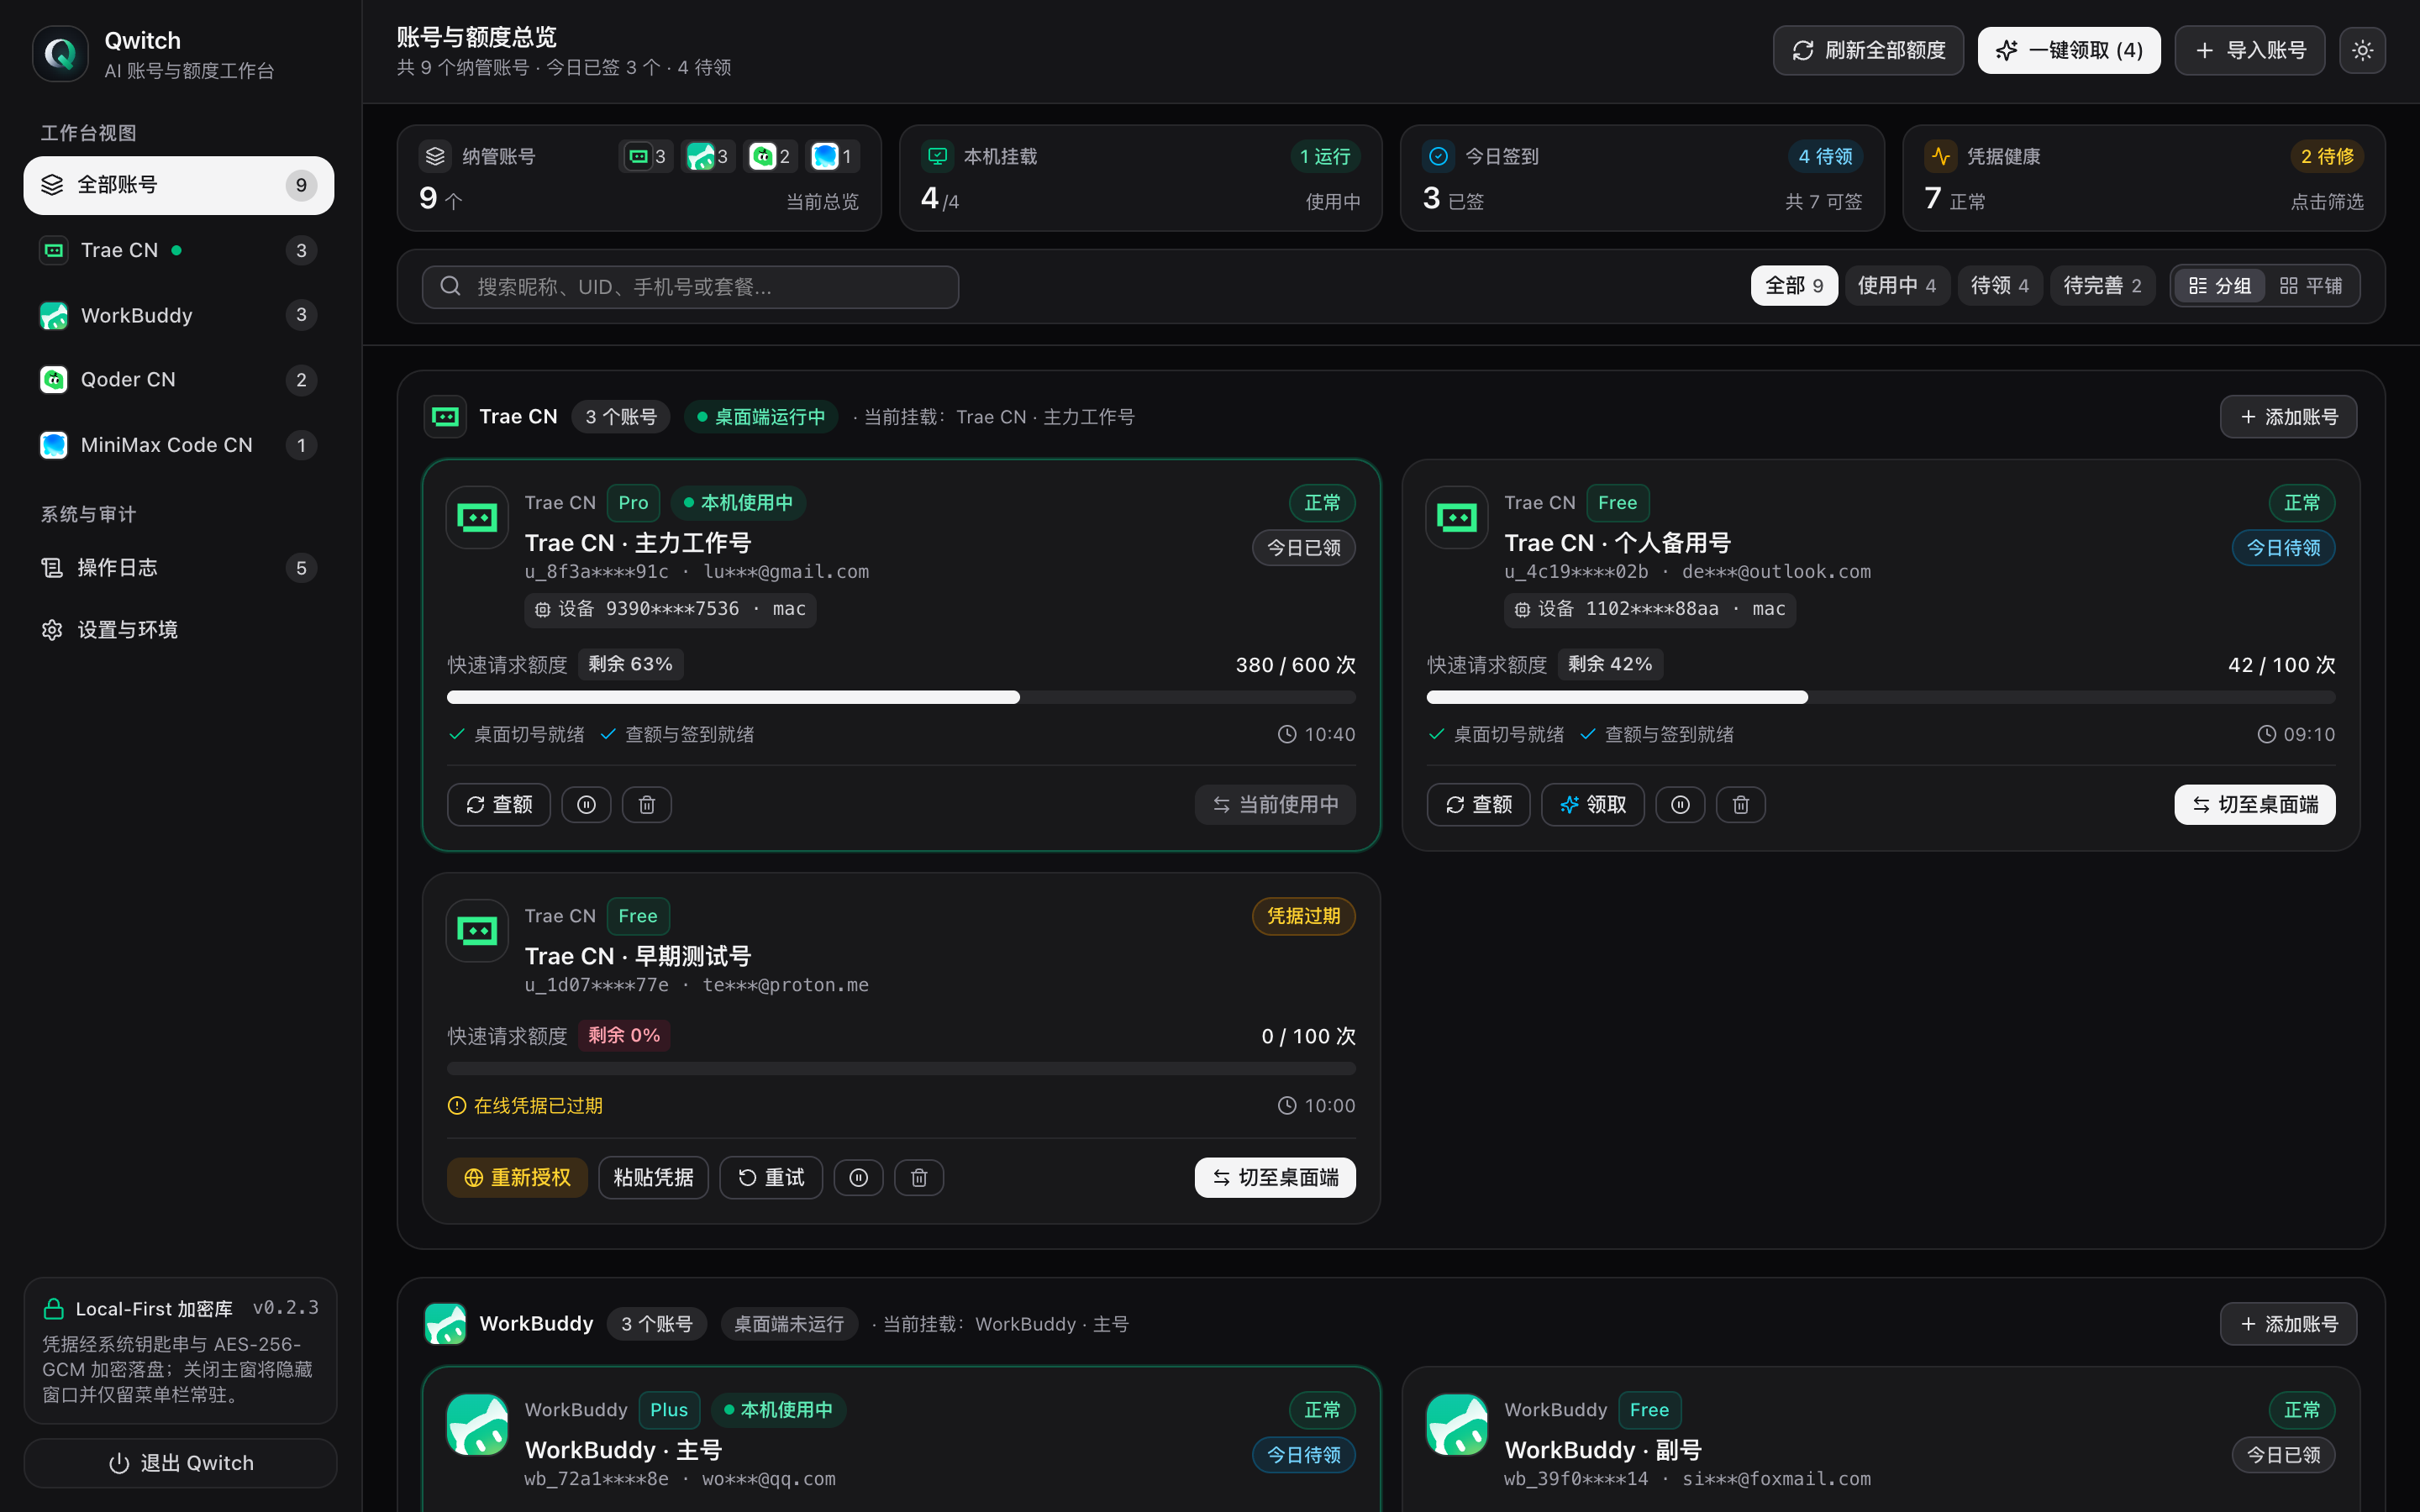 Qwitch
AI 账号与额度工作台
工作台视图
全部账号 9
Trae CN 3
WorkBuddy 3
Qoder CN 2
MiniMax Code CN 1
系统与审计
操作日志 5
设置与环境
Local-First 加密库 v0.2.3
凭据经系统钥匙串与 AES-256-
GCM 加密落盘；关闭主窗将隐藏
窗口并仅留菜单栏常驻。
退出 Qwitch
账号与额度总览
共 9 个纳管账号 · 今日已签 3 个 · 4 待领
刷新全部额度
一键领取 (4)
导入账号
纳管账号 3 3 2 1
9 个 当前总览
本机挂载 1 运行
4/4 使用中
今日签到 4 待领
3 已签 共 7 可签
凭据健康 2 待修
7 正常 点击筛选
搜索昵称、UID、手机号或套餐...
全部 9 使用中 4 待领 4 待完善 2 分组 平铺
Trae CN 3 个账号 桌面端运行中 · 当前挂载：Trae CN · 主力工作号 添加账号
Trae CN Pro 本机使用中 正常
Trae CN · 主力工作号 今日已领
u_8f3a****91c · lu***@gmail.com
设备 9390****7536 · mac
快速请求额度 剩余 63% 380 / 600 次
桌面切号就绪 查额与签到就绪 10:40
查额 当前使用中
Trae CN Free 正常
Trae CN · 个人备用号 今日待领
u_4c19****02b · de***@outlook.com
设备 1102****88aa · mac
快速请求额度 剩余 42% 42 / 100 次
桌面切号就绪 查额与签到就绪 09:10
查额 领取 切至桌面端
Trae CN Free 凭据过期
Trae CN · 早期测试号
u_1d07****77e · te***@proton.me
快速请求额度 剩余 0% 0 / 100 次
在线凭据已过期 10:00
重新授权 粘贴凭据 重试 切至桌面端
WorkBuddy 3 个账号 桌面端未运行 · 当前挂载：WorkBuddy · 主号 添加账号
WorkBuddy Plus 本机使用中 正常
WorkBuddy · 主号 今日待领
wb_72a1****8e · wo***@qq.com
WorkBuddy Free 正常
WorkBuddy · 副号 今日已领
wb_39f0****14 · si***@foxmail.com